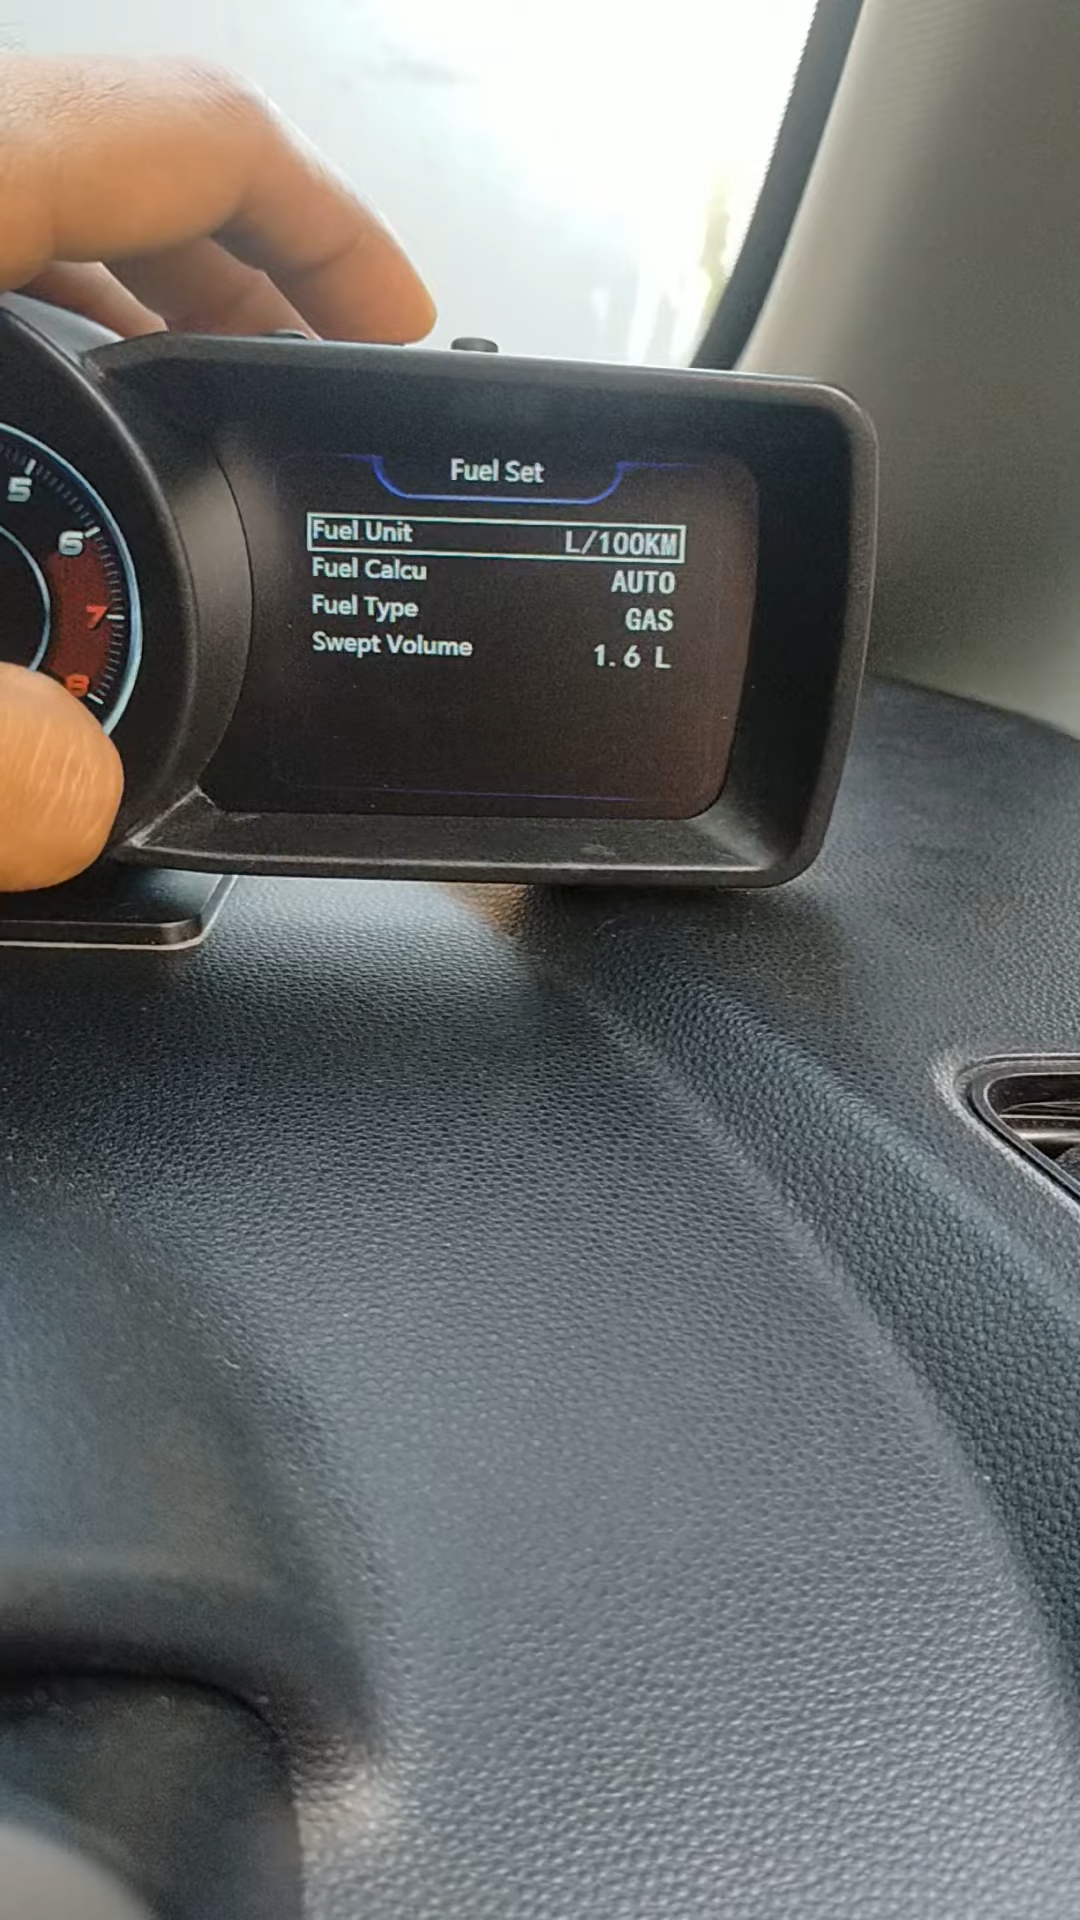 5
6
7
8
Fuel Set
Fuel Unit L/100KM
Fuel Calcu AUTO
Fuel Type GAS
Swept Volume 1.6 L